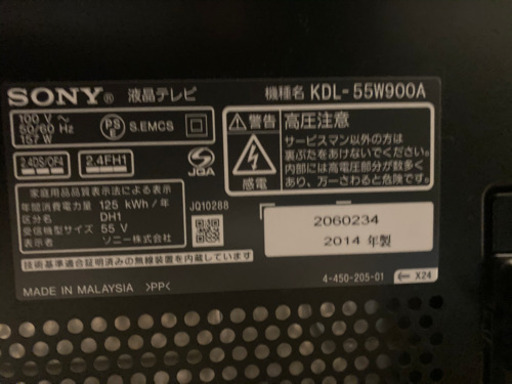 SONY® 液晶テレビ 機種名 KDL-55W900A
100 V～
50/60 Hz
157 W
PS E S.EMCS
2.4DS/OF4 2.4FH1
JQA
警告 高圧注意
サービスマン以外の方は
裏ぶたをあけないでください。
内部には高電圧部分が数多く
あり、万一さわると危険です。
感電
家庭用品品質表示法による表示
年間消費電力量 125 kWh/年
区分名 DH1
受信機型サイズ 55 V
表示者 ソニー株式会社
JQ10288
2060234
2014 年製
技術基準適合証明済みの無線装置を内蔵しています
4-450-205-01 X24
MADE IN MALAYSIA >PP<